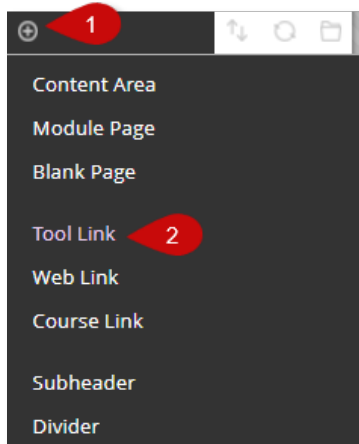 1
Content Area
Module Page
Blank Page
Tool Link
2
Web Link
Course Link
Subheader
Divider